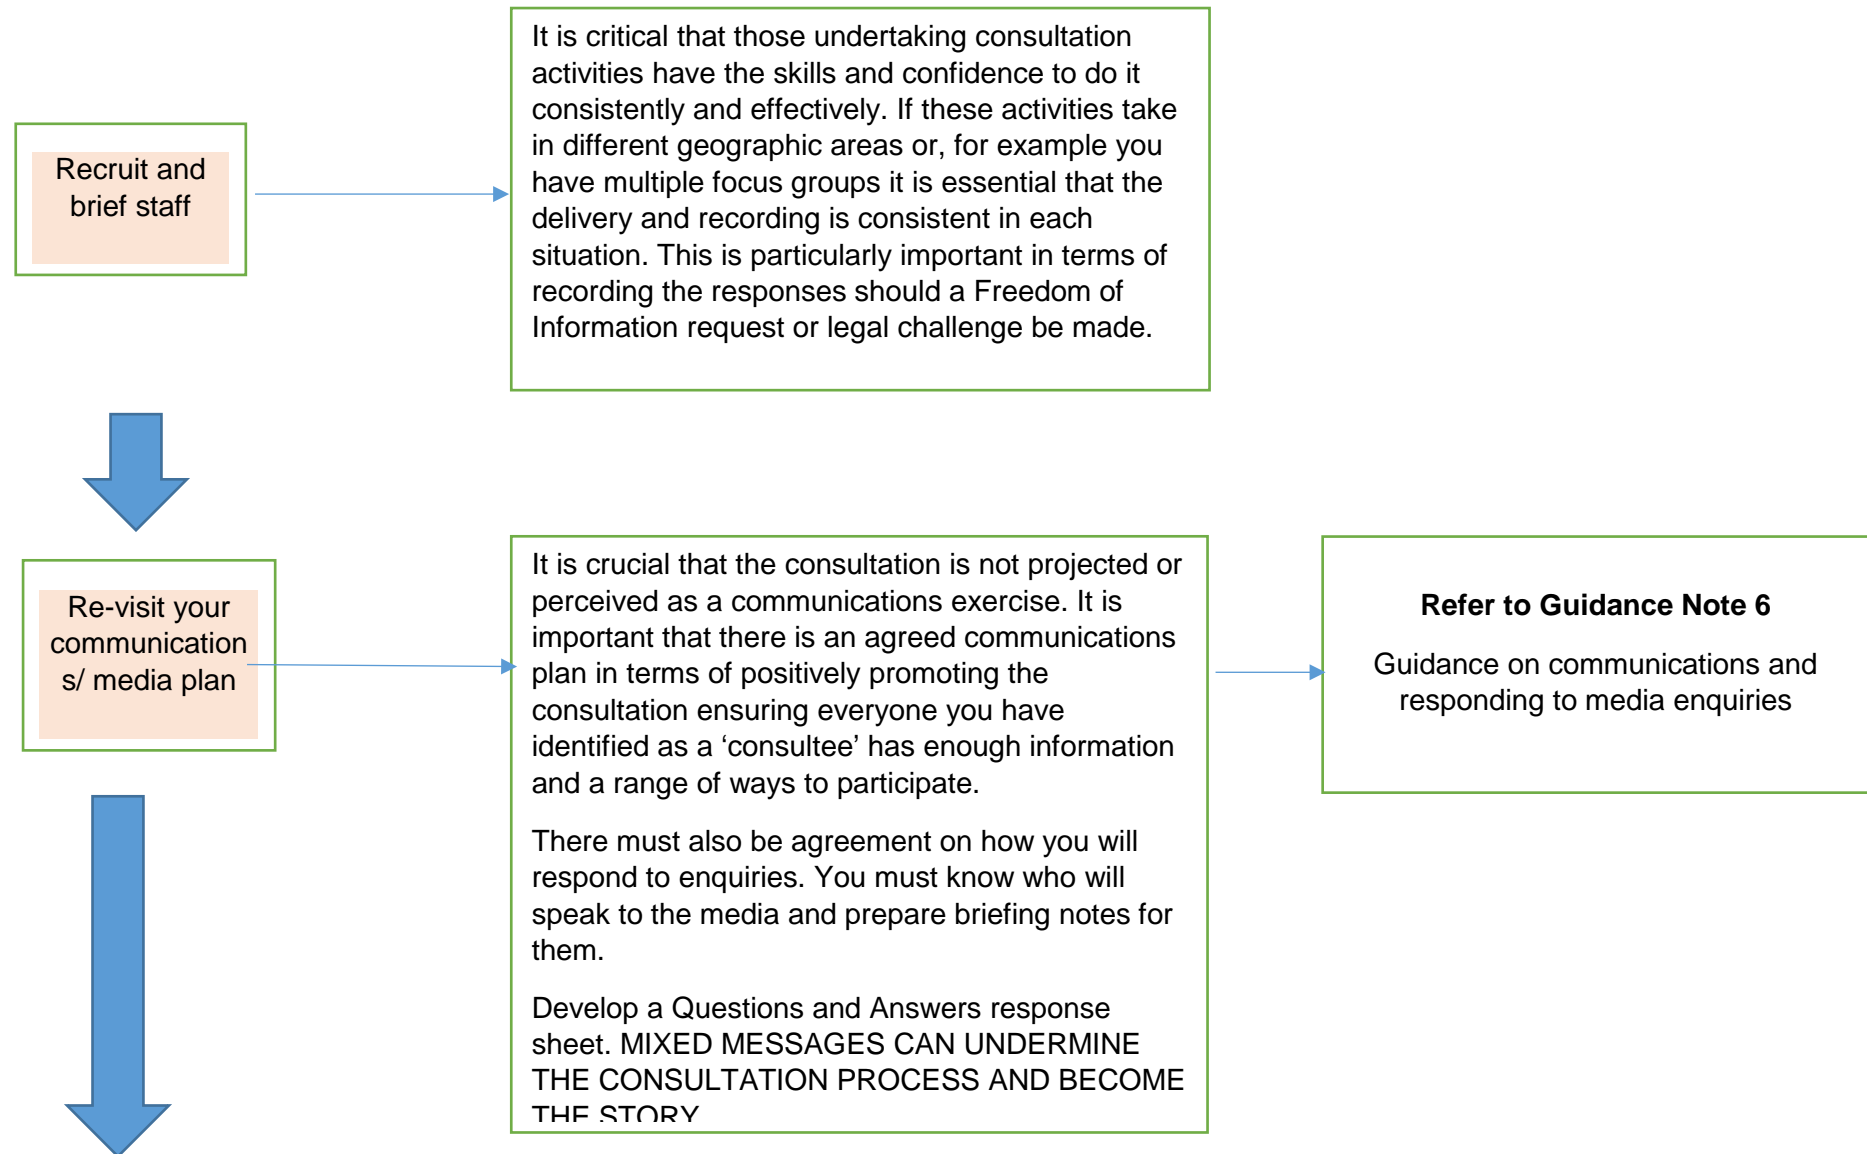 Recruit and
brief staff
It is critical that those undertaking consultation
activities have the skills and confidence to do it
consistently and effectively. If these activities take
in different geographic areas or, for example you
have multiple focus groups it is essential that the
delivery and recording is consistent in each
situation. This is particularly important in terms of
recording the responses should a Freedom of
Information request or legal challenge be made.
Re-visit your
communication
s/ media plan
It is crucial that the consultation is not projected or
perceived as a communications exercise. It is
important that there is an agreed communications
plan in terms of positively promoting the
consultation ensuring everyone you have
identified as a ‘consultee’ has enough information
and a range of ways to participate.
There must also be agreement on how you will
respond to enquiries. You must know who will
speak to the media and prepare briefing notes for
them.
Develop a Questions and Answers response
sheet. MIXED MESSAGES CAN UNDERMINE
THE CONSULTATION PROCESS AND BECOME
THE STORY
Refer to Guidance Note 6
Guidance on communications and
responding to media enquiries